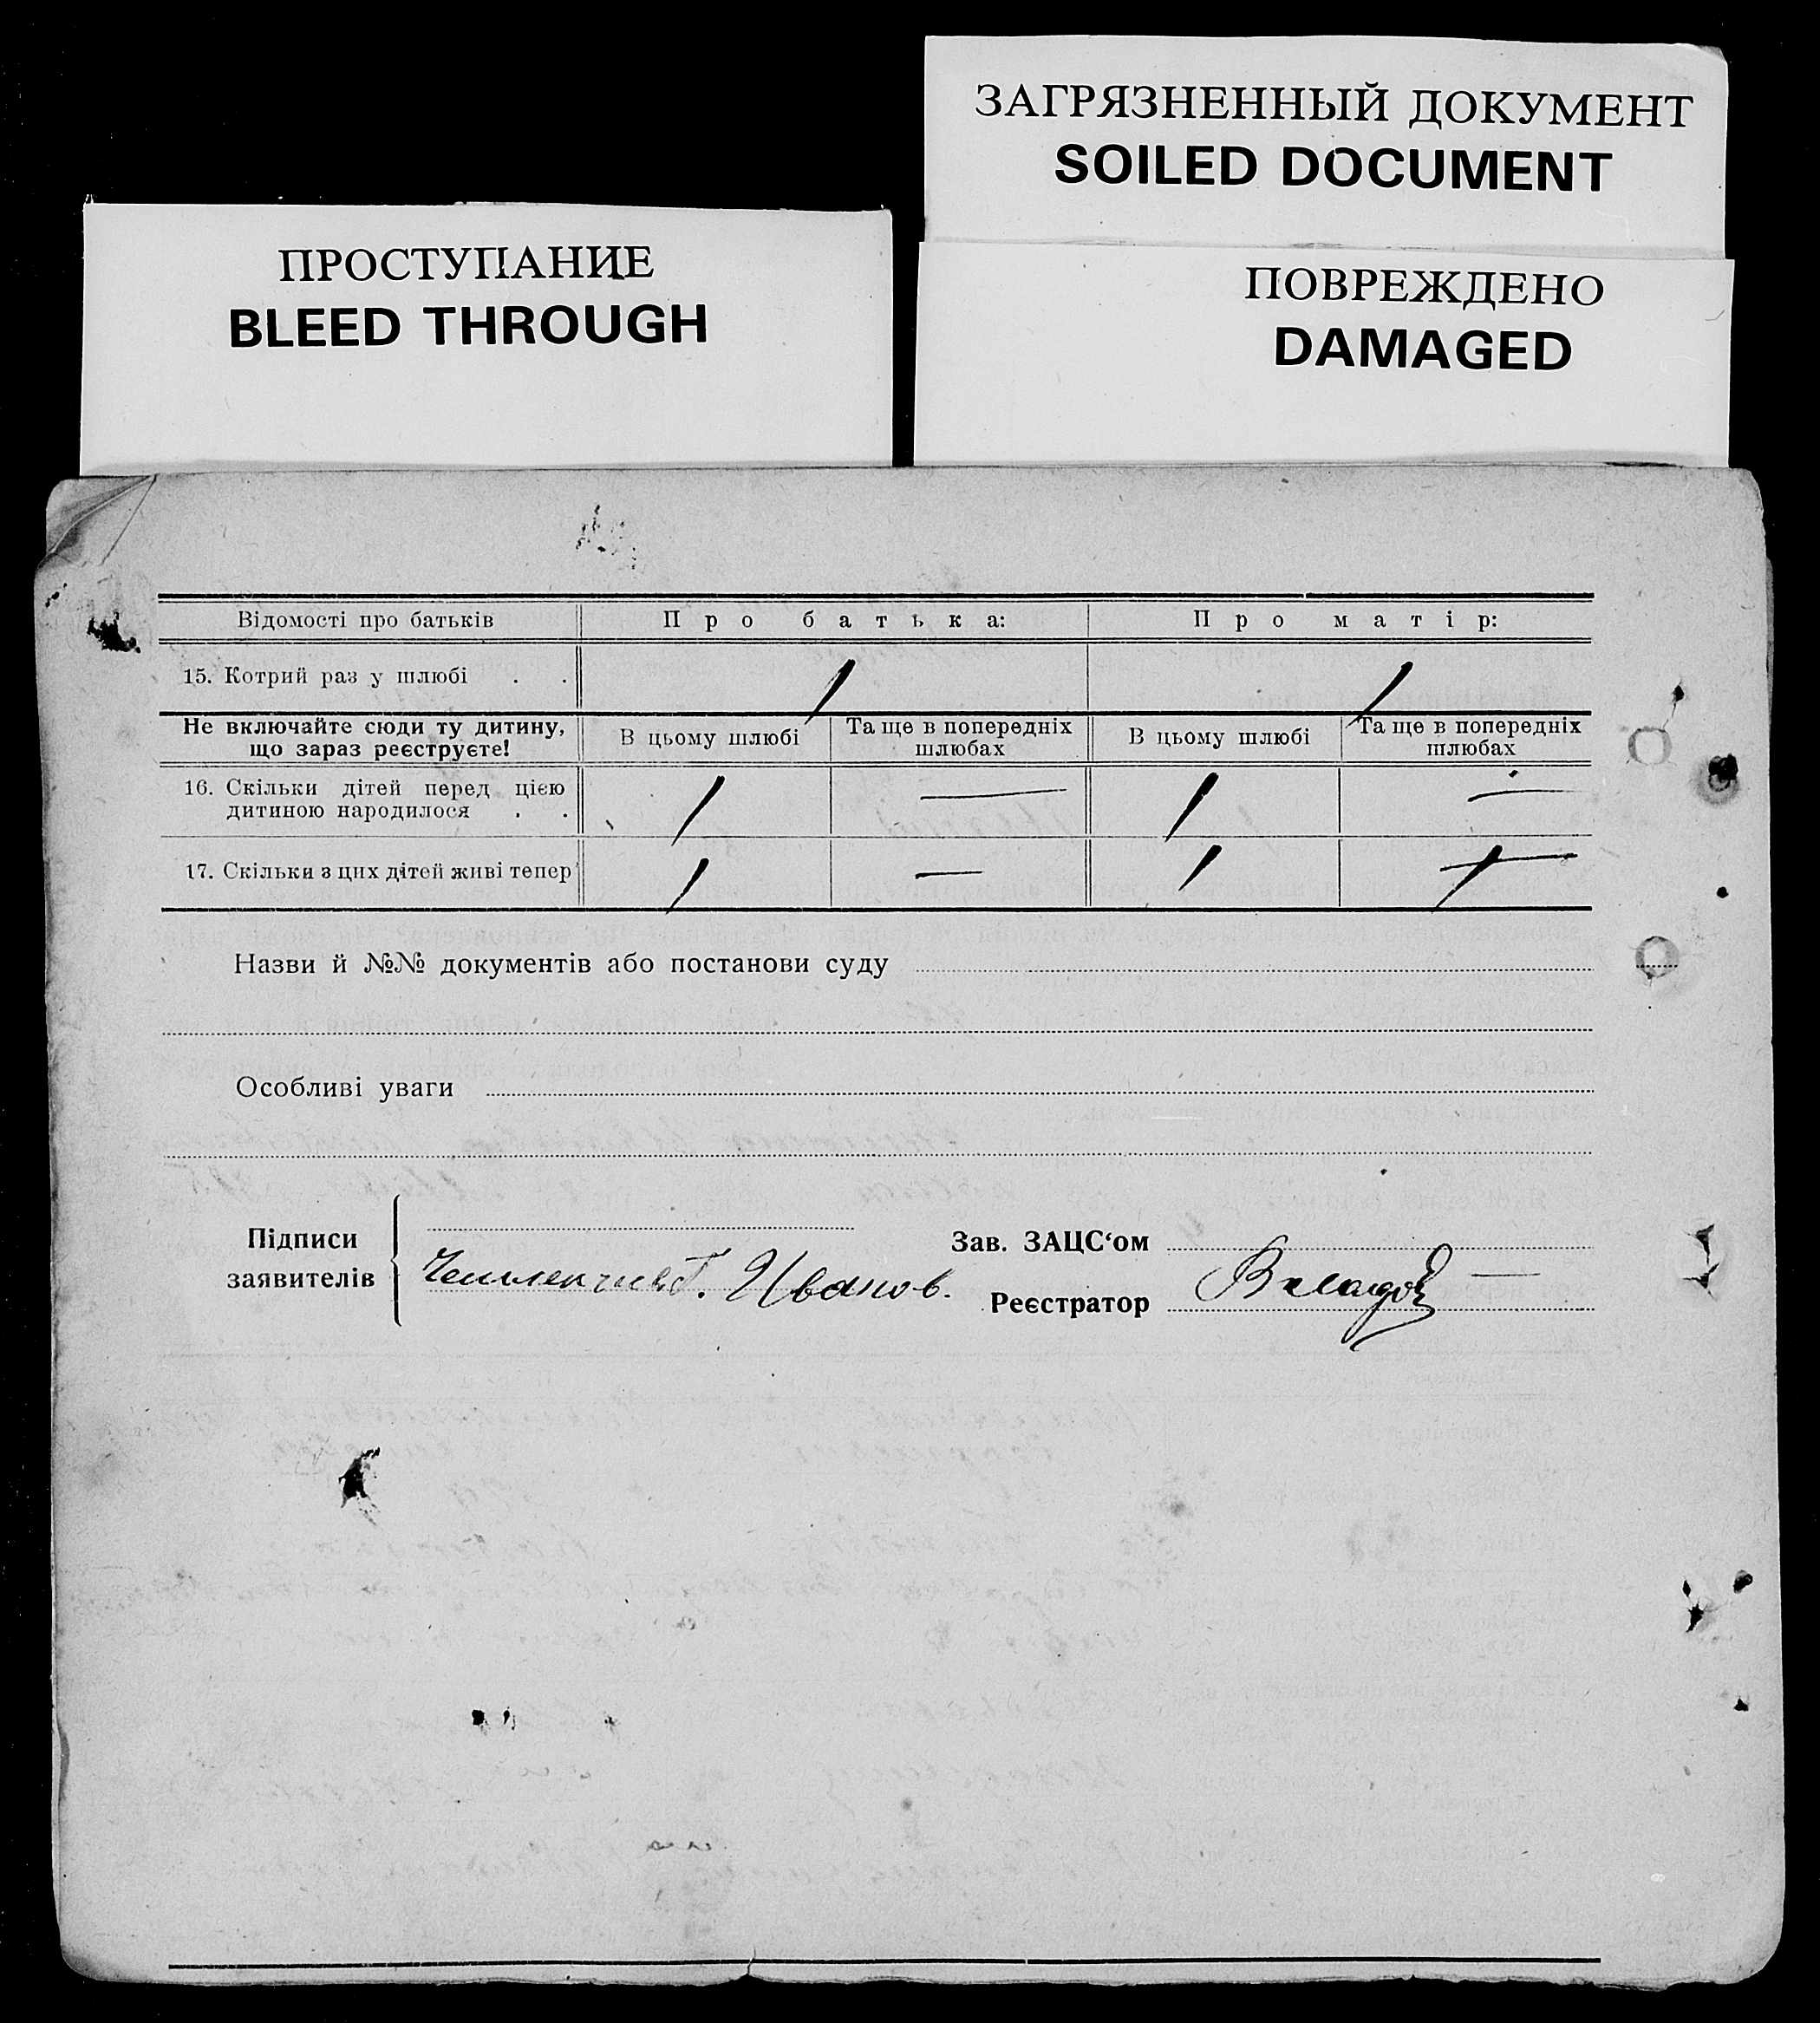 ЗАГРЯЗНЕННЫЙ ДОКУМЕНТ
SOILED DOCUMENT
ПРОСТУПАНИЕ
BLEED THROUGH
ПОВРЕЖДЕНО
DAMAGED
Відомості про батьків Про батька: Про матір:
15. Котрий раз у шлюбі . . 1 1
Не включайте сюди ту дитину, що зараз реєструєте! В цьому шлюбі Та ще в попередніх шлюбах В цьому шлюбі Та ще в попередніх шлюбах
16. Скільки дітей перед цією дитиною народилося . . 1 — 1 —
17. Скільки з цих дітей живі тепер 1 — 1 —
Назви й №№ документів або постанови суду
Особливі уваги
Підписи заявителів
Иванов.
Зав. ЗАЦС‘ом
Реєстратор